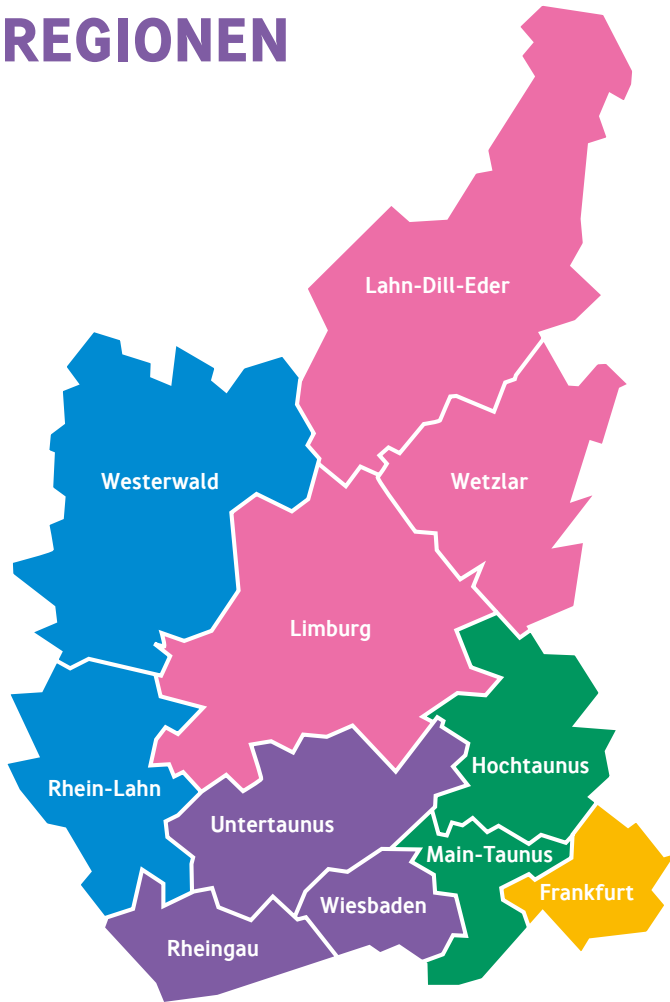 REGIONEN
Lahn-Dill-Eder
Westerwald
Wetzlar
Limburg
Hochtaunus
Rhein-Lahn
Untertaunus
Main-Taunus
Frankfurt
Wiesbaden
Rheingau